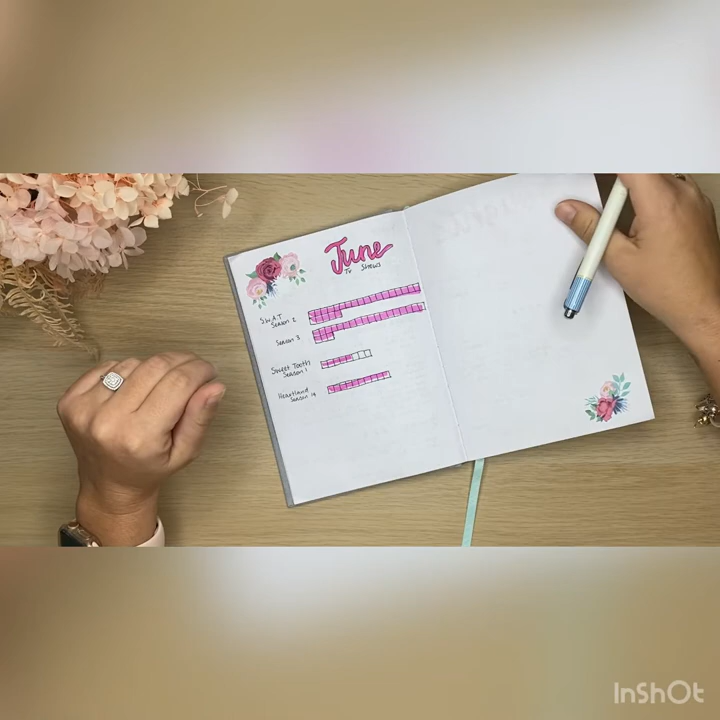 June
TV Shows
S.W.A.T
Season 2
Season 3
Sweet Tooth
Season 1
Heartland
Season 14
InShOt